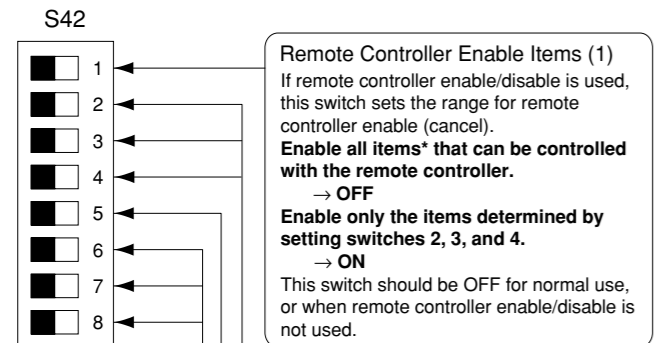 S42
1
2
3
4
5
6
7
8
Remote Controller Enable Items (1)
If remote controller enable/disable is used,
this switch sets the range for remote
controller enable (cancel).
Enable all items* that can be controlled
with the remote controller.
→ OFF
Enable only the items determined by
setting switches 2, 3, and 4.
→ ON
This switch should be OFF for normal use,
or when remote controller enable/disable is
not used.